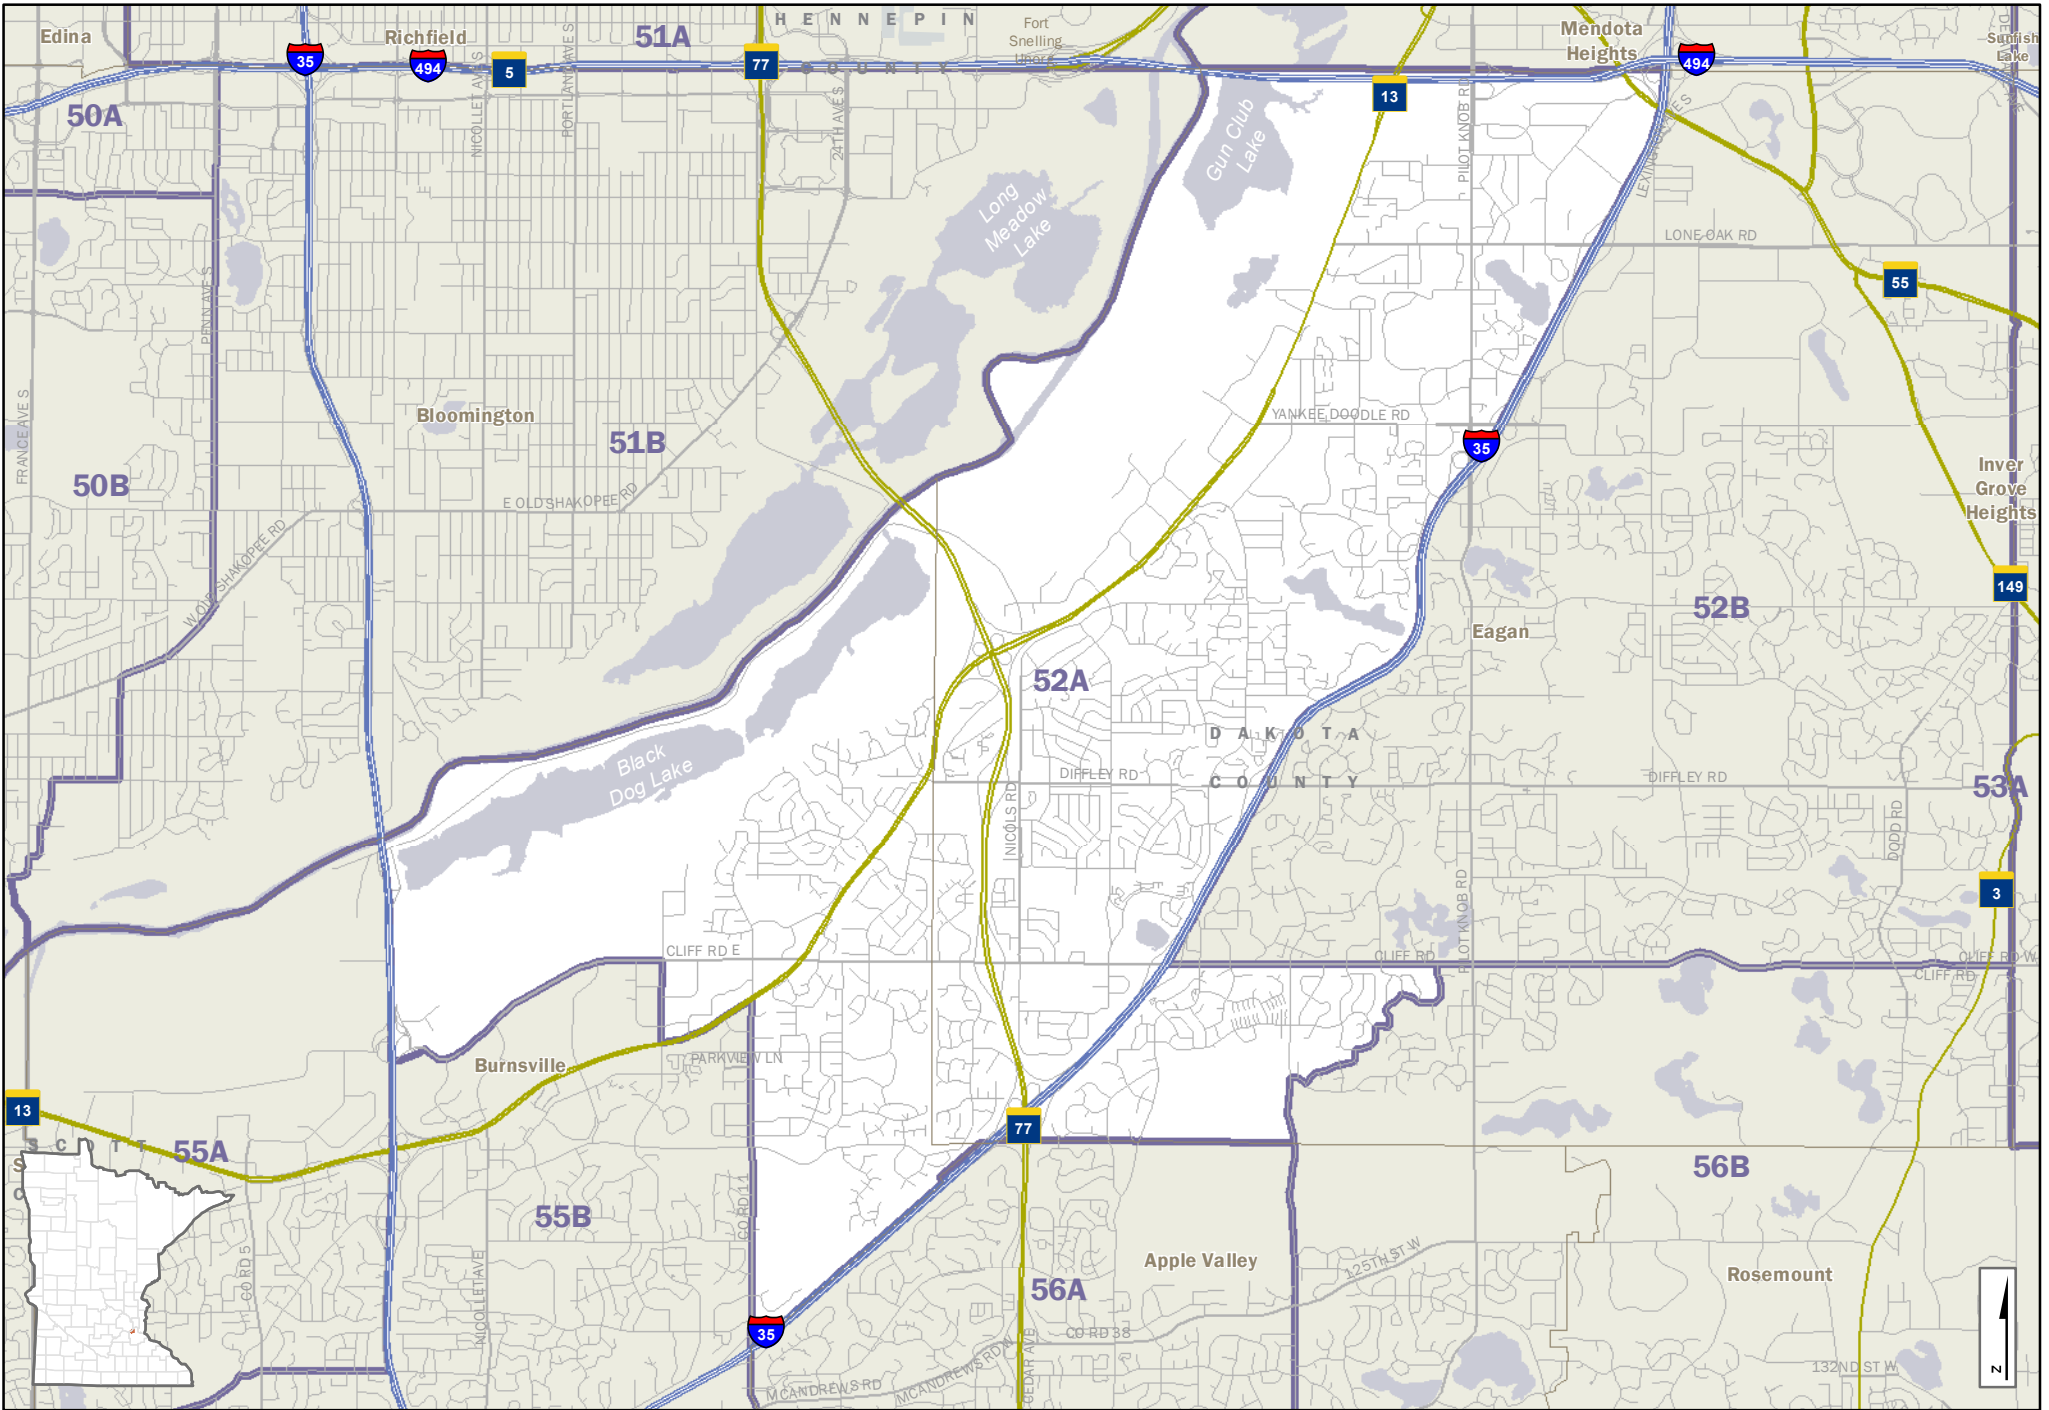 HENNEPIN
COUNTY
Fort
Snelling
Edina
Richfield
51A
Mendota
Heights
Sunfish
Lake
35
494
5
77
13
494
50A
NICOLLET AVE S
PORTLAND AVE S
24TH AVE S
PILOT KNOB RD
Gun Club
Lake
Long
Meadow
Lake
LONE OAK RD
PENN AVE S
55
FRANCE AVE S
Bloomington
51B
YANKEE DOODLE RD
35
50B
E OLD SHAKOPEE RD
W OLD SHAKOPEE RD
Inver
Grove
Heights
149
52B
Eagan
52A
DAKOTA
COUNTY
Black
Dog Lake
DIFFLEY RD
DIFFLEY RD
NICOLS RD
53A
DODD RD
3
PILOT KNOB RD
CLIFF RD E
CLIFF RD
CLIFF RD W
CLIFF RD
Burnsville
PARKVIEW LN
13
77
SCOTT
55A
55B
CO RD 11
56B
CO RD 5
NICOLLET AVE
56A
Apple Valley
125TH ST W
Rosemount
35
CO RD 38
CEDAR AVE
MCANDREWS RD
MCANDREWS RD W
132ND ST W
N